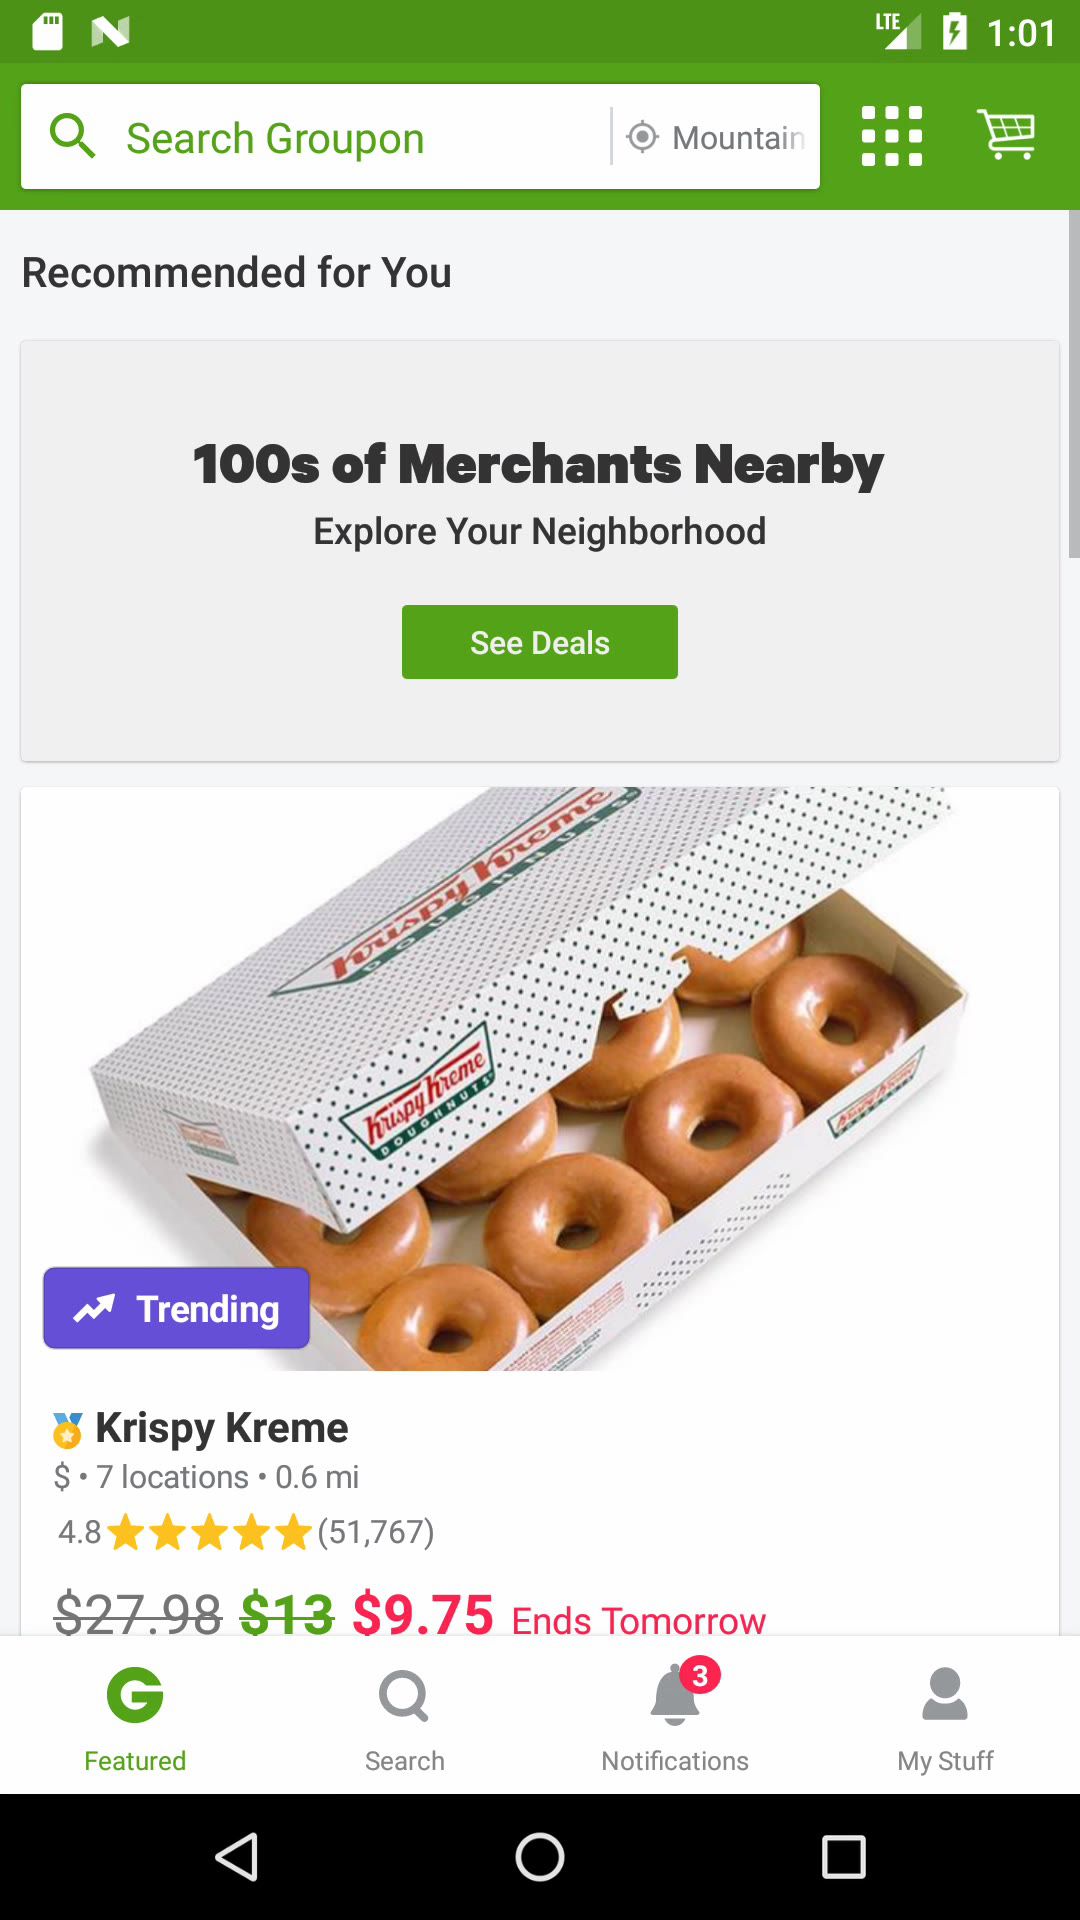 LTE 1:01
Search Groupon Mountain
Recommended for You
100s of Merchants Nearby
Explore Your Neighborhood
See Deals
Krispy Kreme
DOUGHNUTS
Krispy Kreme
DOUGHNUTS
Krispy Kreme
Trending
Krispy Kreme
$ • 7 locations • 0.6 mi
4.8 (51,767)
$27.98 $13 $9.75 Ends Tomorrow
3
Featured
Search
Notifications
My Stuff